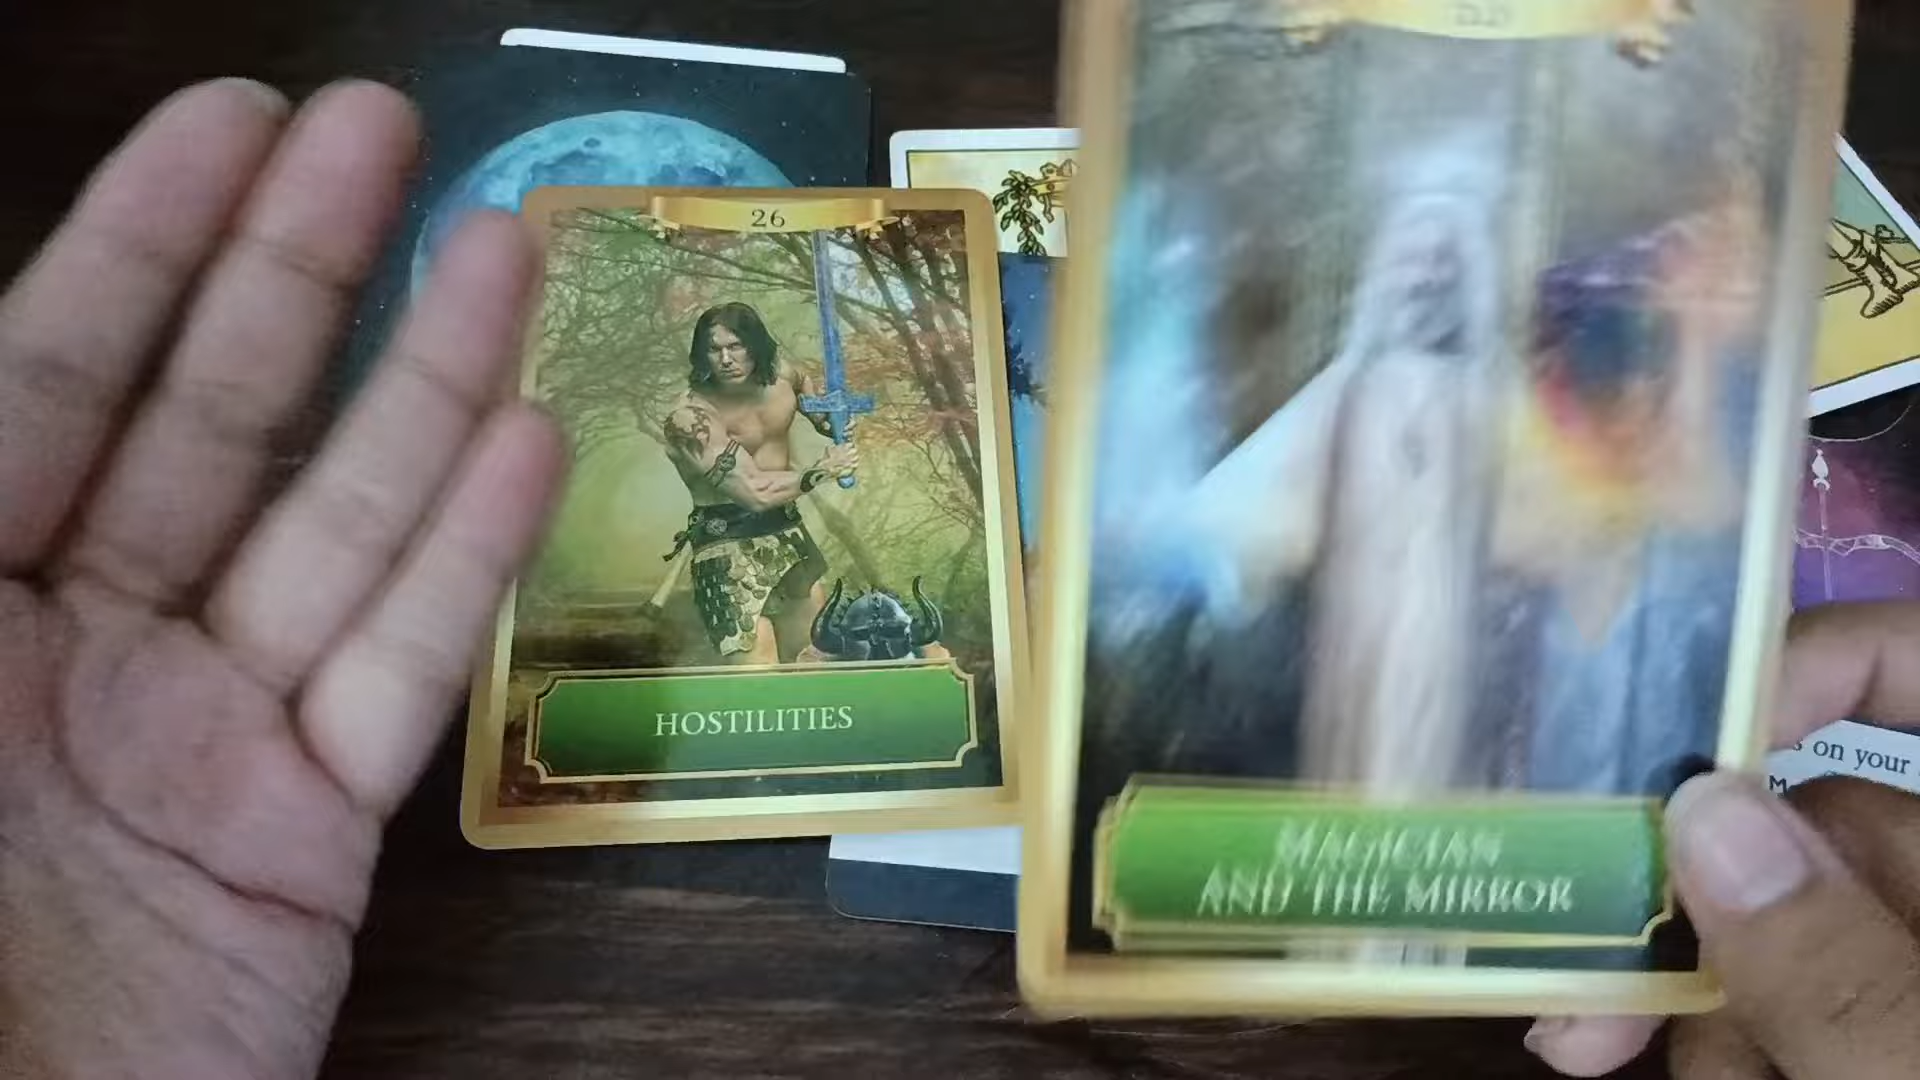 26
HOSTILITIES
MAGICIAN
AND THE MIRROR
on your